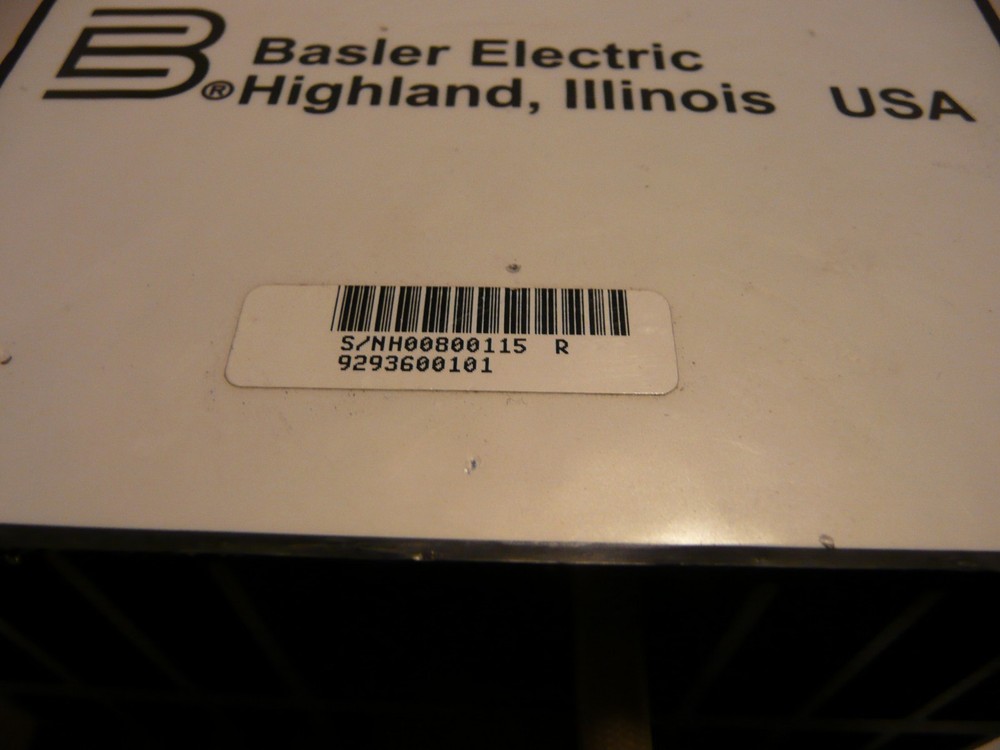 Basler Electric
®Highland, Illinois USA
S/NH00800115 R
9293600101